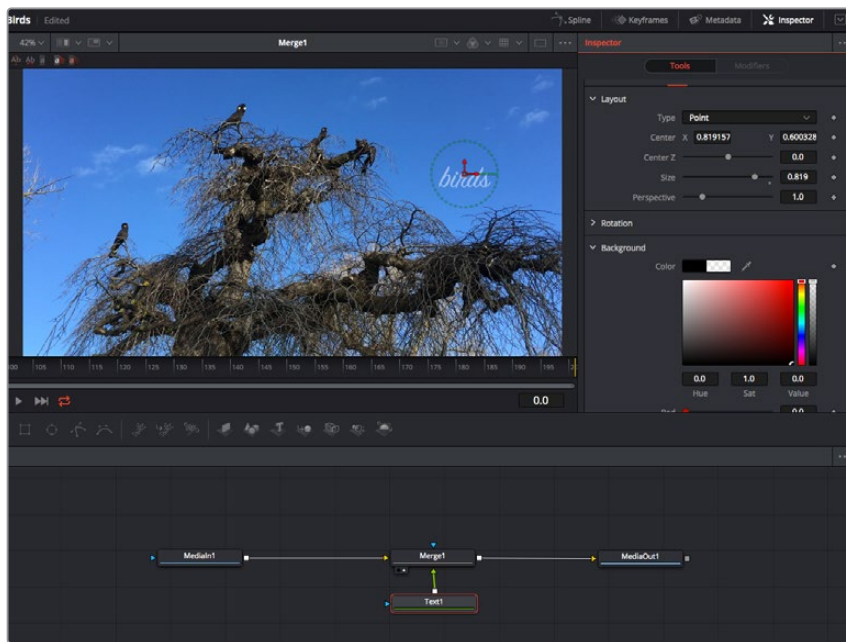 Birds Edited Spline Keyframes Metadata Inspector
42% Merge1 Inspector
Tools Modifiers
Layout
Type Point
Center X 0.819157 Y 0.600328
Center Z 0.0
Size 0.819
Perspective 1.0
Rotation
Background
Color
birds
0.0 1.0 0.0
Hue Sat Value
105 110 115 120 125 130 135 140 145 150 155 160 165 170 175 180 185 190 195
0.0
MediaIn1 Merge1 MediaOut1
Text1